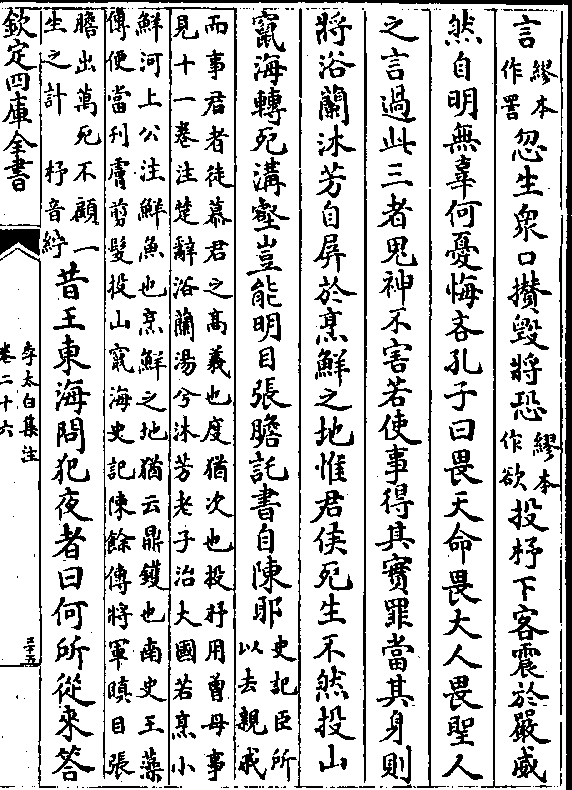 言繆本作詈忽生衆口攅毀將恐繆本作欲投杼下客震於嚴威
然自明無辜何憂悔吝孔子曰畏天命畏大人畏聖人
之言過此三者鬼神不害若使事得其實罪當其身則
將浴蘭沐芳自屏於烹鮮之地惟君侯死生不然投山
竄海轉死溝壑豈能明目張膽託書自陳耶史記臣所以去親戚
而事君者徒慕君之高義也度猶次也投杼用曾母事
見十一卷注楚辭浴蘭湯兮沐芳老子治大國若烹小
鮮河上公注鮮魚也烹鮮之地猶云鼎鑊也南史王藻
傳便當刋膚剪髮投山竄海史記陳餘傳將軍瞋目張
膽出萬死不顧一
生之計　杼音紵昔王東海問犯夜者曰何所從來答
欽定四庫全書
李太白集注
卷二十六
三十五